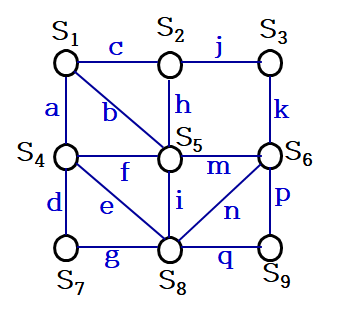 S₁ c S₂ j S₃
a b h k
S₄ f S₅ m S₆
d e i n p
S₇ g S₈ q S₉